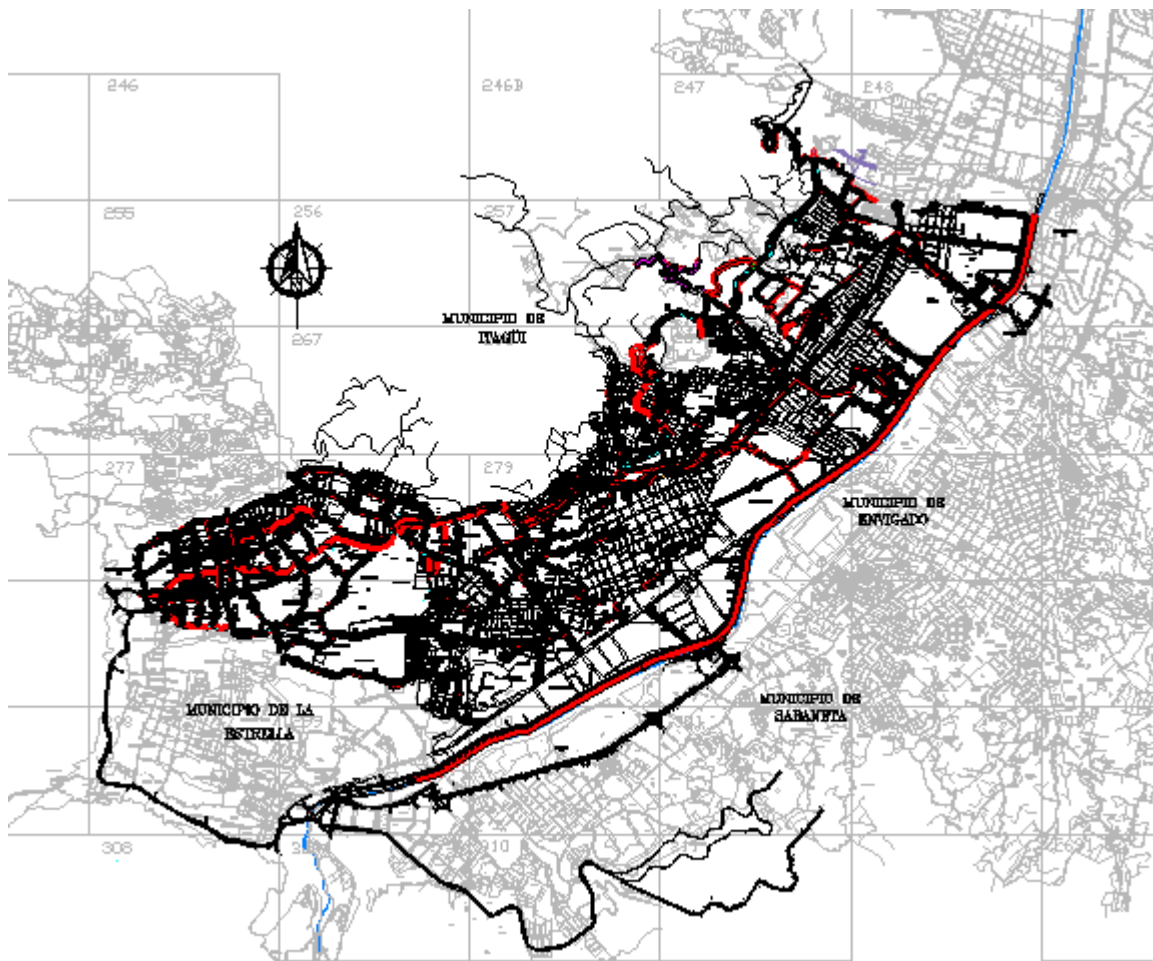 246
246B
247
248
255
256
257
MUNICIPIO DE
ITAGÜI
267
277
279
MUNICIPIO DE
ENVIGADO
MUNICIPIO DE LA
ESTRELLA
MUNICIPIO DE
SABANETA
308
10